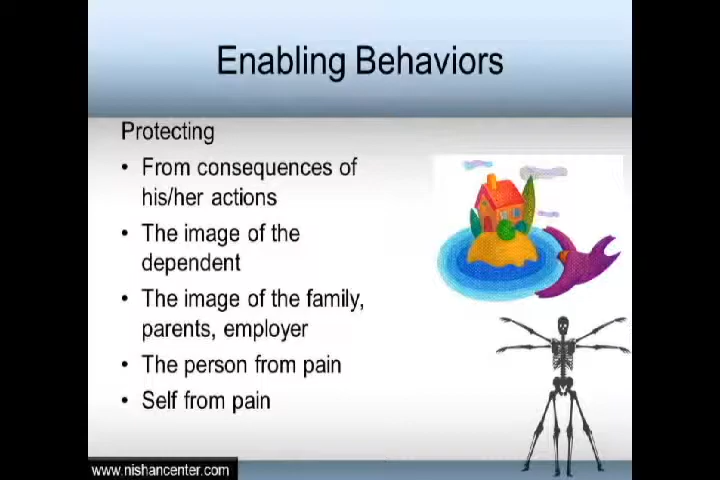 Enabling Behaviors
Protecting
• From consequences of
his/her actions
• The image of the
dependent
• The image of the family,
parents, employer
• The person from pain
• Self from pain
www.nishancenter.com